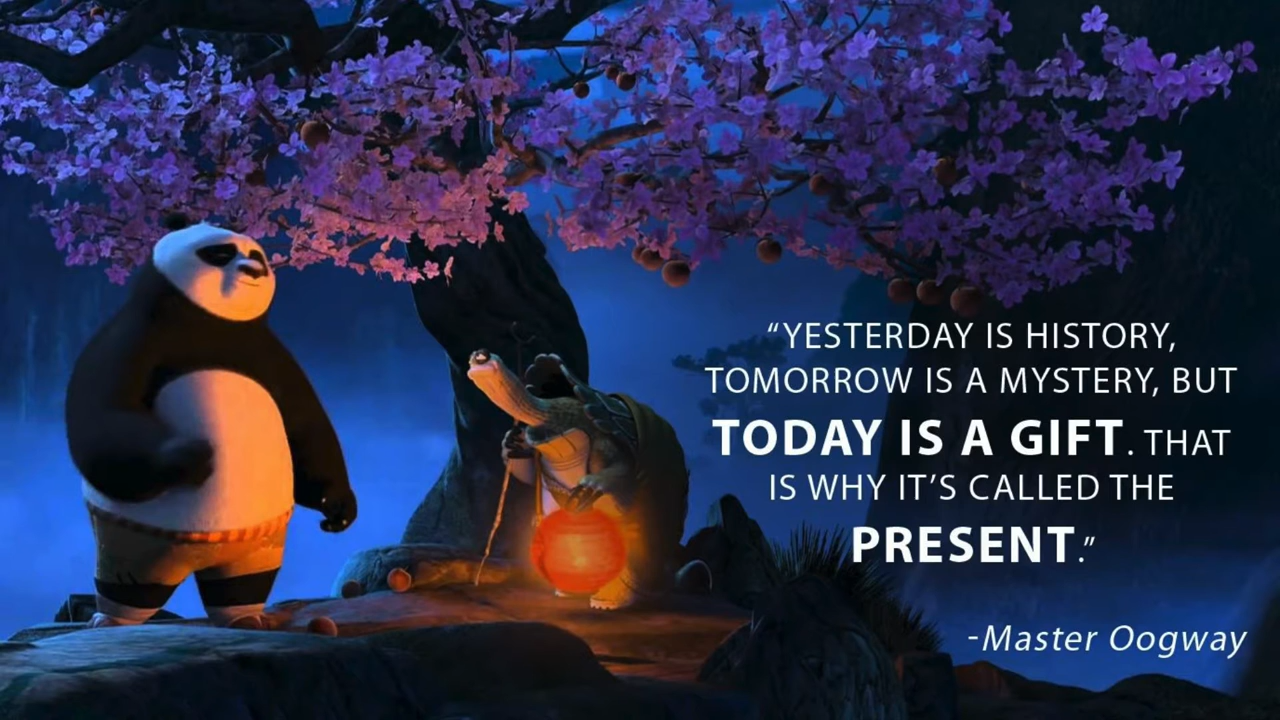 “YESTERDAY IS HISTORY,
TOMORROW IS A MYSTERY, BUT
TODAY IS A GIFT. THAT
IS WHY IT’S CALLED THE
PRESENT.”
-Master Oogway